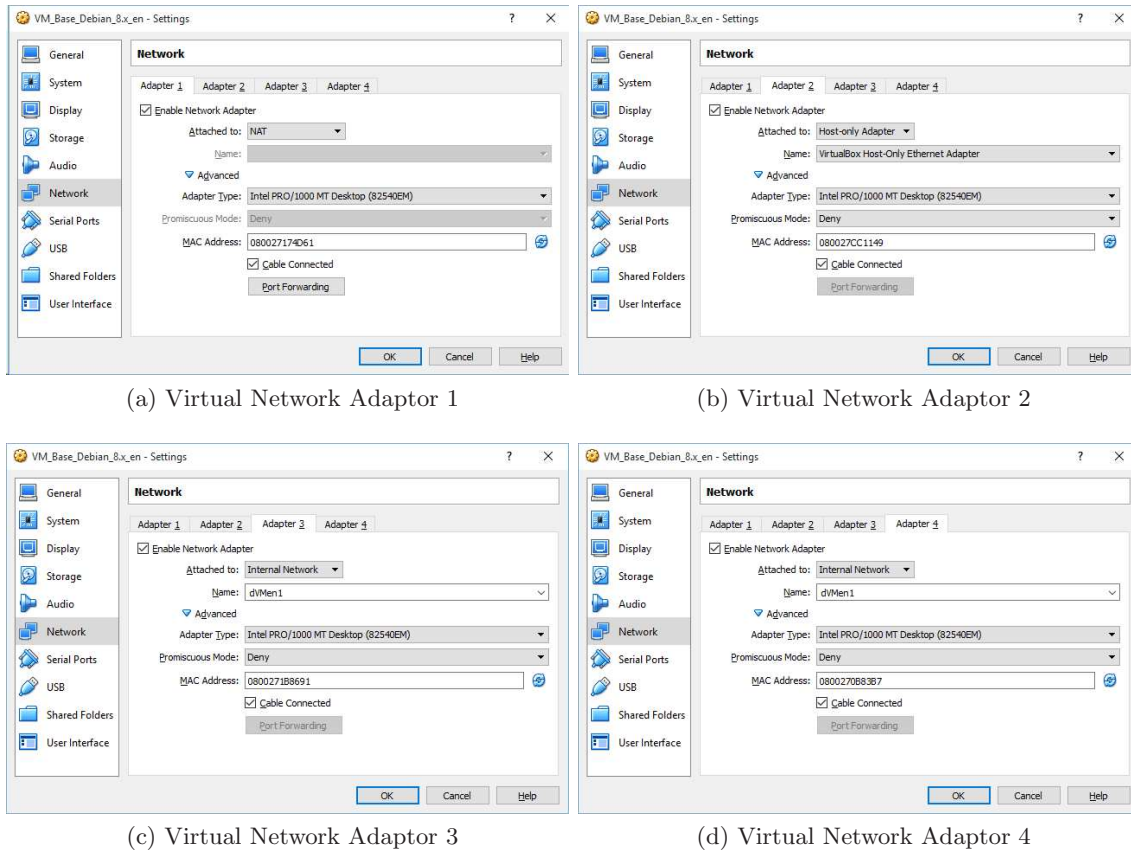 VM_Base_Debian_8.x_en - Settings ? ×
General
System
Display
Storage
Audio
Network
Serial Ports
USB
Shared Folders
User Interface
Network
Adapter 1 Adapter 2 Adapter 3 Adapter 4
Enable Network Adapter
Attached to: NAT
Name:
Advanced
Adapter Type: Intel PRO/1000 MT Desktop (82540EM)
Promiscuous Mode: Deny
MAC Address: 080027174D61
Cable Connected
Port Forwarding
OK Cancel Help
(a) Virtual Network Adaptor 1
VM_Base_Debian_8.x_en - Settings ? ×
General
System
Display
Storage
Audio
Network
Serial Ports
USB
Shared Folders
User Interface
Network
Adapter 1 Adapter 2 Adapter 3 Adapter 4
Enable Network Adapter
Attached to: Host-only Adapter
Name: VirtualBox Host-Only Ethernet Adapter
Advanced
Adapter Type: Intel PRO/1000 MT Desktop (82540EM)
Promiscuous Mode: Deny
MAC Address: 080027CC1149
Cable Connected
Port Forwarding
OK Cancel Help
(b) Virtual Network Adaptor 2
VM_Base_Debian_8.x_en - Settings ? ×
General
System
Display
Storage
Audio
Network
Serial Ports
USB
Shared Folders
User Interface
Network
Adapter 1 Adapter 2 Adapter 3 Adapter 4
Enable Network Adapter
Attached to: Internal Network
Name: dVMen1
Advanced
Adapter Type: Intel PRO/1000 MT Desktop (82540EM)
Promiscuous Mode: Deny
MAC Address: 0800271B8691
Cable Connected
Port Forwarding
OK Cancel Help
(c) Virtual Network Adaptor 3
VM_Base_Debian_8.x_en - Settings ? ×
General
System
Display
Storage
Audio
Network
Serial Ports
USB
Shared Folders
User Interface
Network
Adapter 1 Adapter 2 Adapter 3 Adapter 4
Enable Network Adapter
Attached to: Internal Network
Name: dVMen1
Advanced
Adapter Type: Intel PRO/1000 MT Desktop (82540EM)
Promiscuous Mode: Deny
MAC Address: 0800270B83B7
Cable Connected
Port Forwarding
OK Cancel Help
(d) Virtual Network Adaptor 4